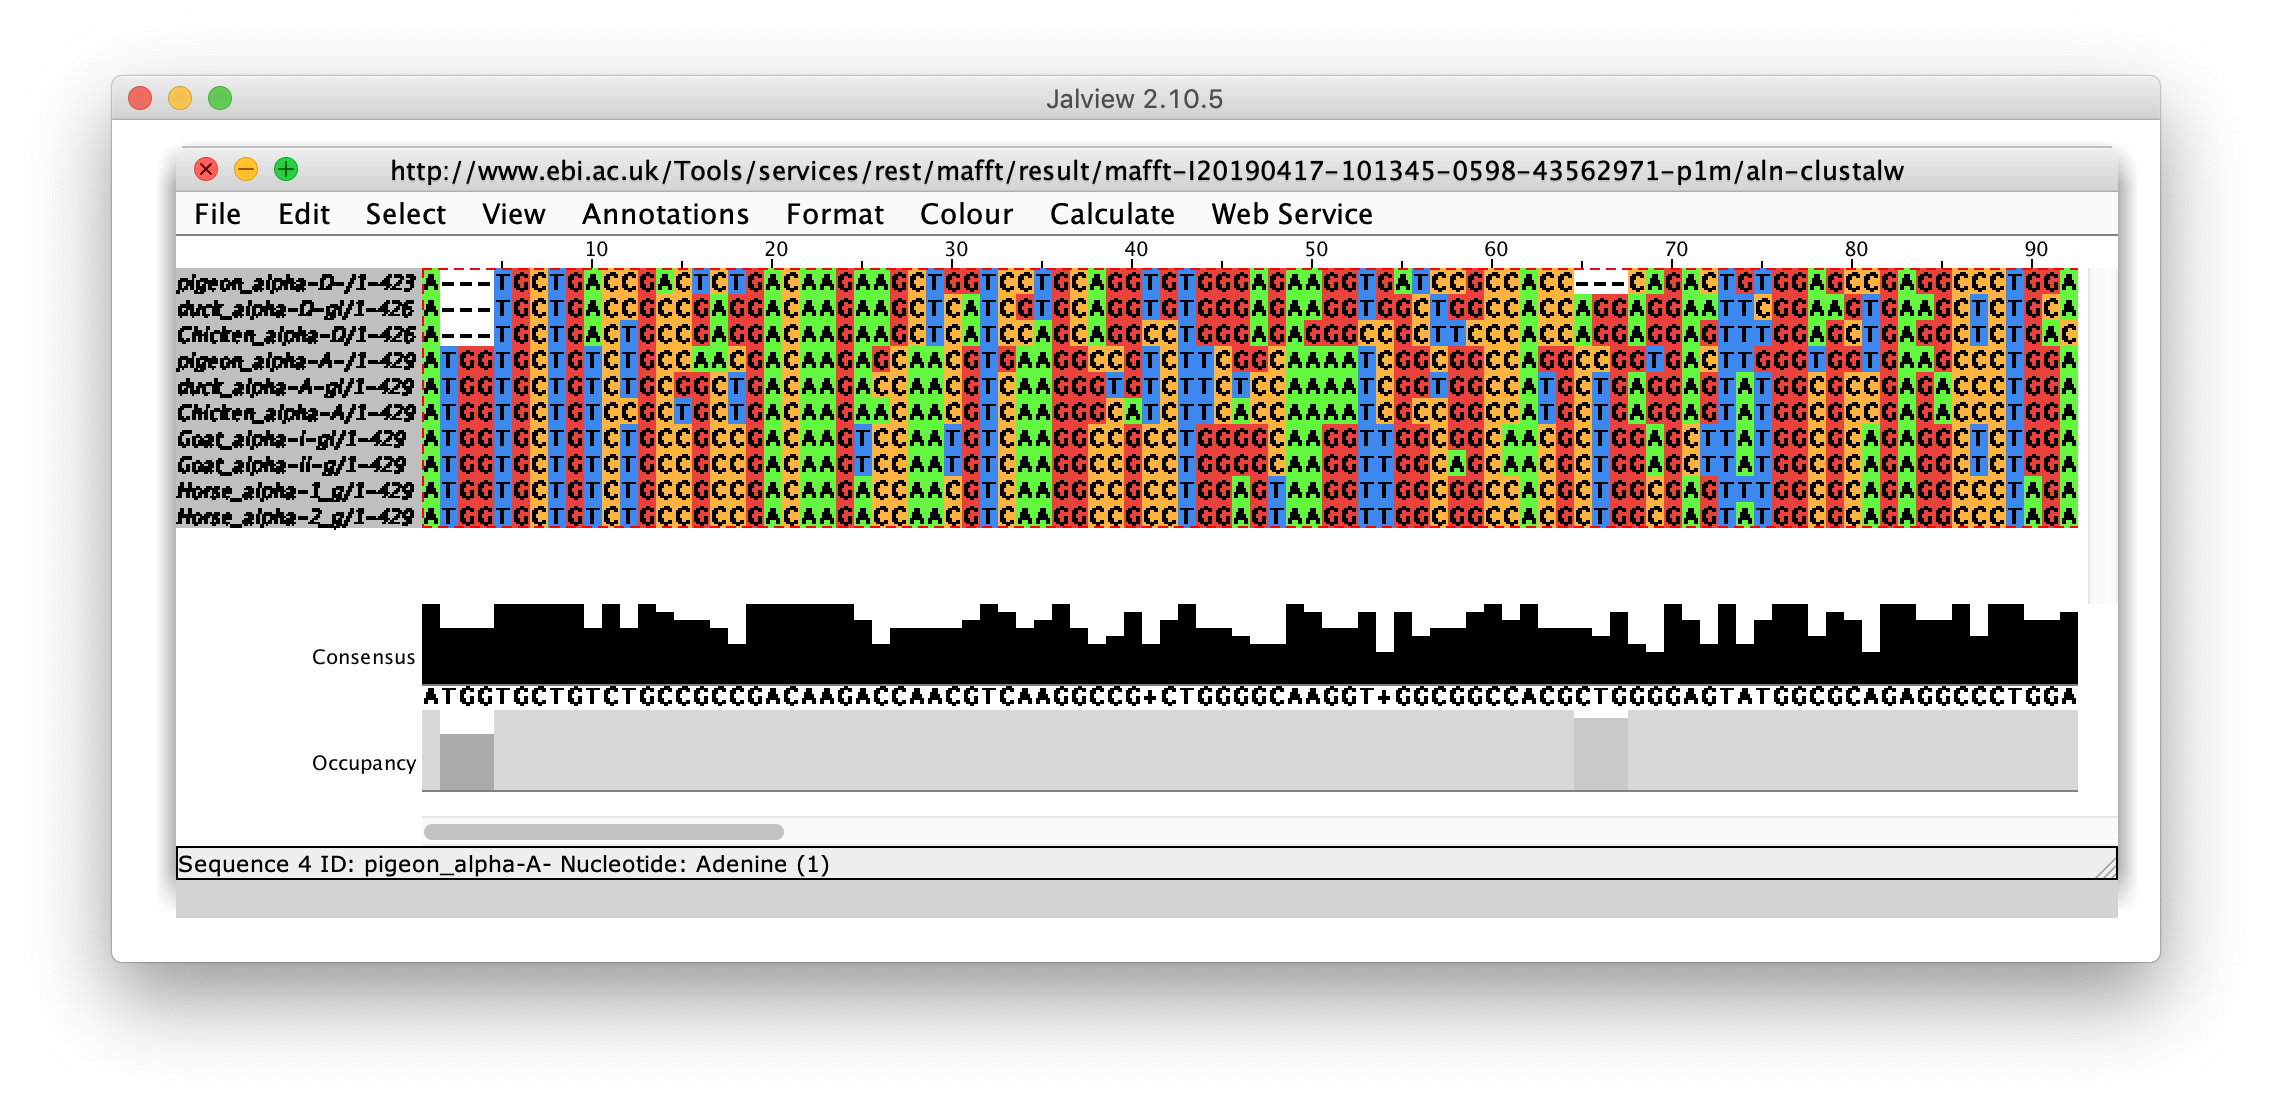 Jalview 2.10.5
http://www.ebi.ac.uk/Tools/services/rest/mafft/result/mafft-I20190417-101345-0598-43562971-p1m/aln-clustalw
File Edit Select View Annotations Format Colour Calculate Web Service
10 20 30 40 50 60 70 80 90
pigeon_alpha-D-/1-423 A---TGCTGACCGACTCTGACAAGAAGCTGGTCCTGCAGGTGTGGGAGAAGGTGATCCGCCACC---CAGACTGTGGAGCCGAGGCCCTGGA
duck_alpha-D-gl/1-426 A---TGCTGACCGCCGAGGACAAGAAGCTCATCGTGCAGGTGTGGGAGAAGGTGGCTGGCCACCAGGAGGAATTCGGAAGTGAAGCTCTGCA
Chicken_alpha-D/1-426 A---TGCTGACTGCCGAGGACAAGAAGCTCATCCAGCAGGCCTGGGAGAGGGCCGCTTCCCACCAGGAGGAGTTTGGAGCTGAGGCTCTGAC
pigeon_alpha-A-/1-429 ATGGTGCTGTCTGCCAACGACAAGAGCAACGTGAAGGCCGTCTTCGGCAAAATCGGCGGCCAGGCCGGTGACTTGGGTGGTGAAGCCCTGGA
duck_alpha-A-gl/1-429 ATGGTGCTGTCTGCGGCTGACAAGACCAACGTCAAGGGTGTCTTCTCCAAAATCGGTGGCCATGCTGAGGAGTATGGCGCCGAGACCCTGGA
Chicken_alpha-A/1-429 ATGGTGCTGTCCGCTGCTGACAAGAACAACGTCAAGGGCATCTTCACCAAAATCGCCGGCCATGCTGAGGAGTATGGCGCCGAGACCCTGGA
Goat_alpha-i-gl/1-429 ATGGTGCTGTCTGCCGCCGACAAGTCCAATGTCAAGGCCGCCTGGGGCAAGGTTGGCGGCAACGCTGGAGCTTATGGCGCAGAGGCTCTGGA
Goat_alpha-ii-g/1-429 ATGGTGCTGTCTGCCGCCGACAAGTCCAATGTCAAGGCCGCCTGGGGCAAGGTTGGCAGCAACGCTGGAGCTTATGGCGCAGAGGCTCTGGA
Horse_alpha-1_g/1-429 ATGGTGCTGTCTGCCGCCGACAAGACCAACGTCAAGGCCGCCTGGAGTAAGGTTGGCGGCCACGCTGGCGAGTTTGGCGCAGAGGCCCTAGA
Horse_alpha-2_g/1-429 ATGGTGCTGTCTGCCGCCGACAAGACCAACGTCAAGGCCGCCTGGAGTAAGGTTGGCGGCCACGCTGGCGAGTATGGCGCAGAGGCCCTAGA
Consensus
ATGGTGCTGTCTGCCGCCGACAAGACCAACGTCAAGGCCG+CTGGGGCAAGGT+GGCGGCCACGCTGGGGAGTATGGCGCAGAGGCCCTGGA
Occupancy
Sequence 4 ID: pigeon_alpha-A- Nucleotide: Adenine (1)